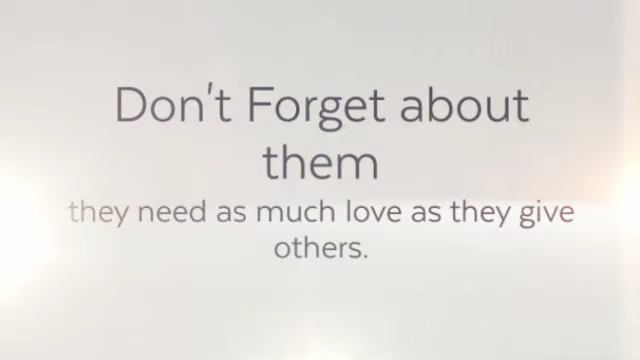 Don't Forget about
them
they need as much love as they give
others.